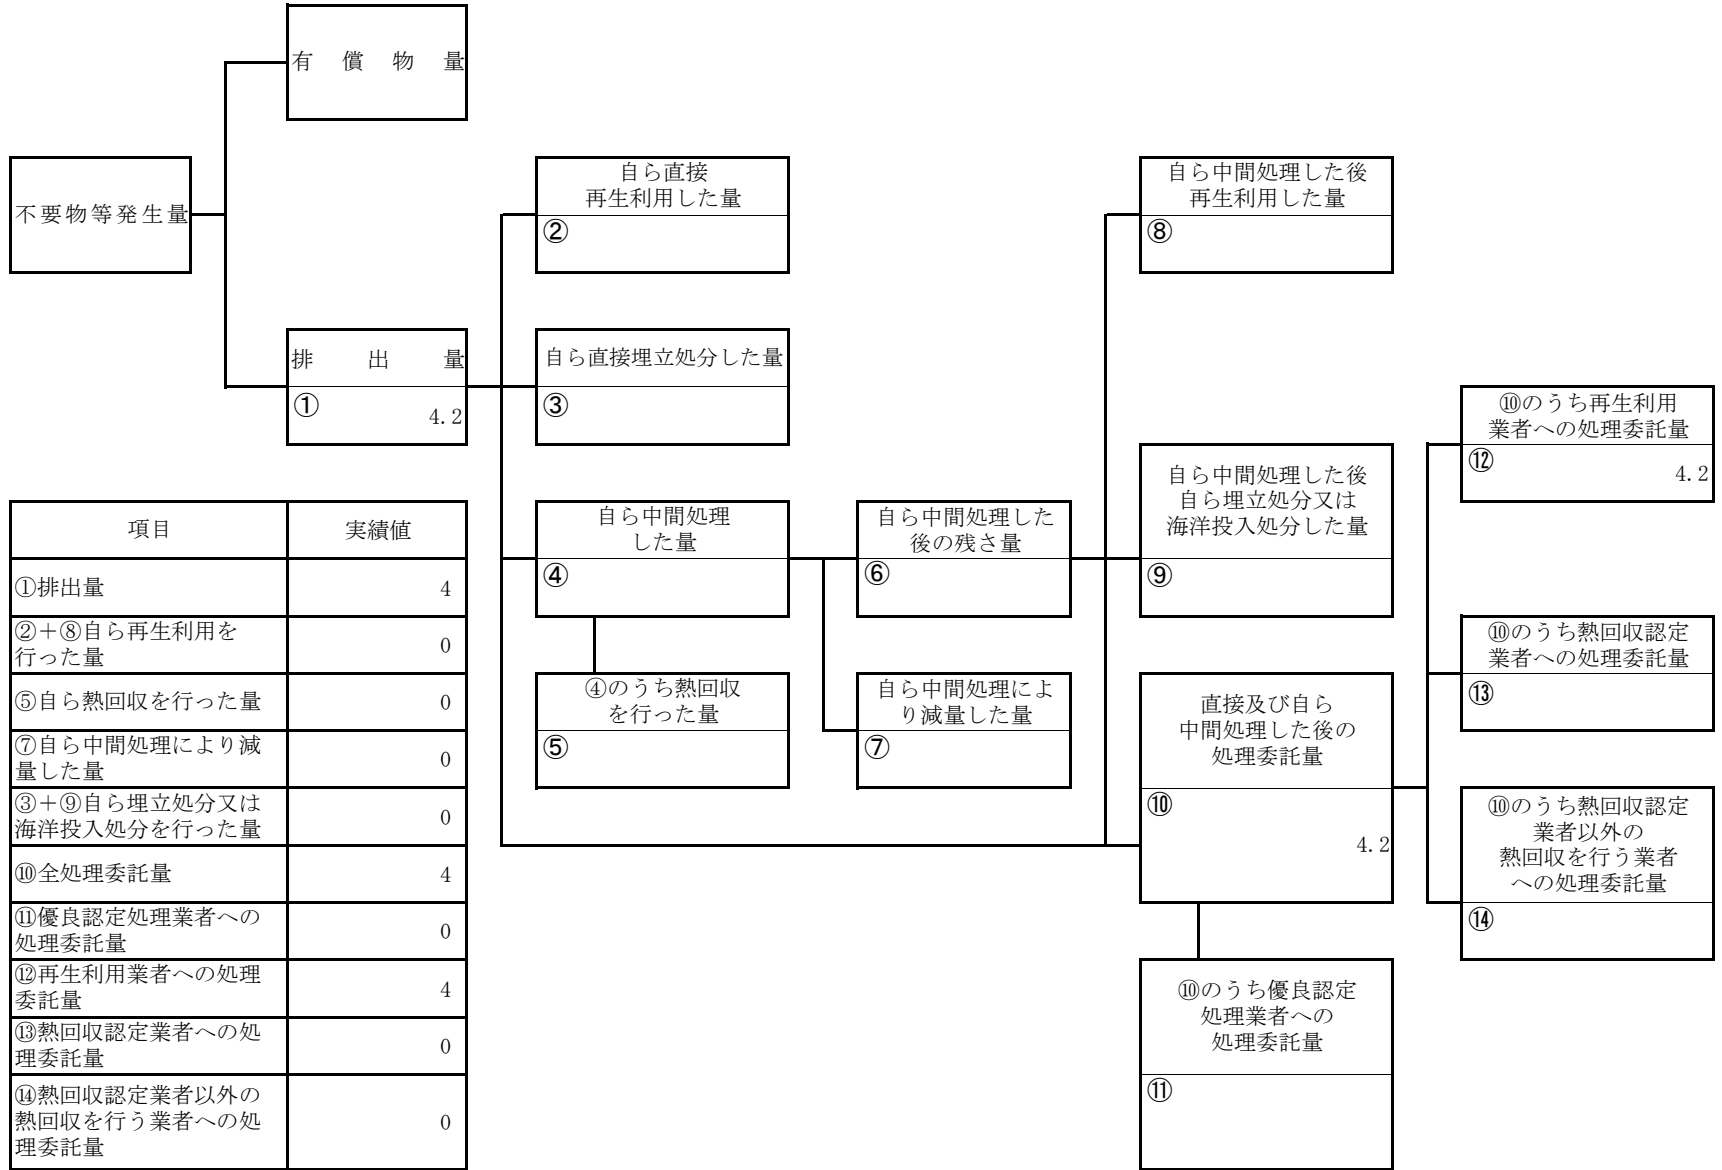 有償物量
不要物等発生量
自ら直接
再生利用した量
②
自ら中間処理した後
再生利用した量
⑧
排出量
①
4.2
自ら直接埋立処分した量
③
⑩のうち再生利用
業者への処理委託量
⑫
4.2
自ら中間処理
した量
④
自ら中間処理した
後の残さ量
⑥
自ら中間処理した後
自ら埋立処分又は
海洋投入処分した量
⑨
⑩のうち熱回収認定
業者への処理委託量
⑬
④のうち熱回収
を行った量
⑤
自ら中間処理によ
り減量した量
⑦
直接及び自ら
中間処理した後の
処理委託量
⑩
4.2
⑩のうち熱回収認定
業者以外の
熱回収を行う業者
への処理委託量
⑭
⑩のうち優良認定
処理業者への
処理委託量
⑪
項目 実績値
①排出量 4
②+⑧自ら再生利用を
行った量 0
⑤自ら熱回収を行った量 0
⑦自ら中間処理により減
量した量 0
③+⑨自ら埋立処分又は
海洋投入処分を行った量 0
⑩全処理委託量 4
⑪優良認定処理業者への
処理委託量 0
⑫再生利用業者への処理
委託量 4
⑬熱回収認定業者への処
理委託量 0
⑭熱回収認定業者以外の
熱回収を行う業者への処 0
理委託量